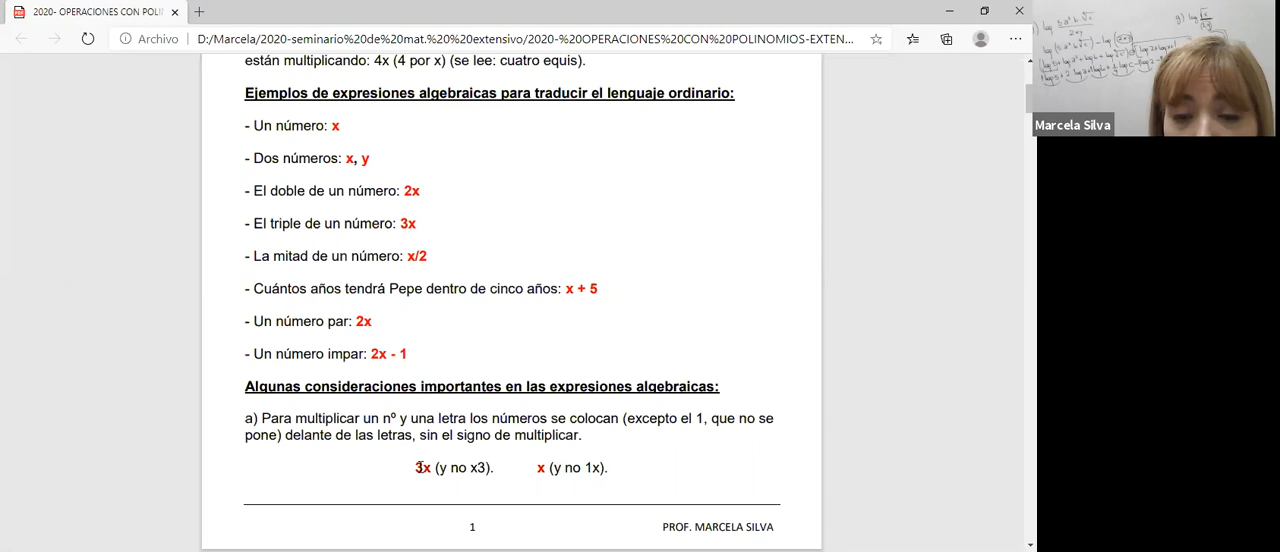 2020- OPERACIONES CON POLI
Archivo D:/Marcela/2020-seminario%20de%20mat.%20%20extensivo/2020-%20OPERACIONES%20CON%20POLINOMIOS-EXTEN...
están multiplicando: 4x (4 por x) (se lee: cuatro equis).
Ejemplos de expresiones algebraicas para traducir el lenguaje ordinario:
- Un número: x
- Dos números: x, y
- El doble de un número: 2x
- El triple de un número: 3x
- La mitad de un número: x/2
- Cuántos años tendrá Pepe dentro de cinco años: x + 5
- Un número par: 2x
- Un número impar: 2x - 1
Algunas consideraciones importantes en las expresiones algebraicas:
a) Para multiplicar un nº y una letra los números se colocan (excepto el 1, que no se
pone) delante de las letras, sin el signo de multiplicar.
3x (y no x3). x (y no 1x).
1 PROF. MARCELA SILVA
Marcela Silva